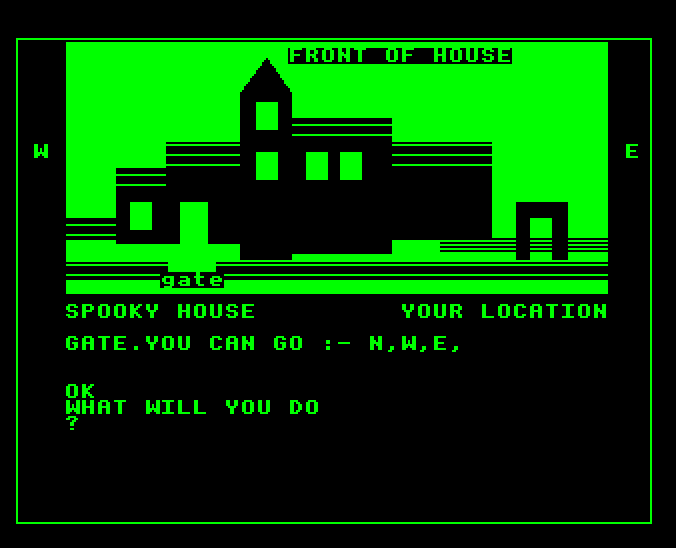 FRONT OF HOUSE
W
E
gate
SPOOKY HOUSE YOUR LOCATION
GATE.YOU CAN GO :- N,W,E,
OK
WHAT WILL YOU DO
?